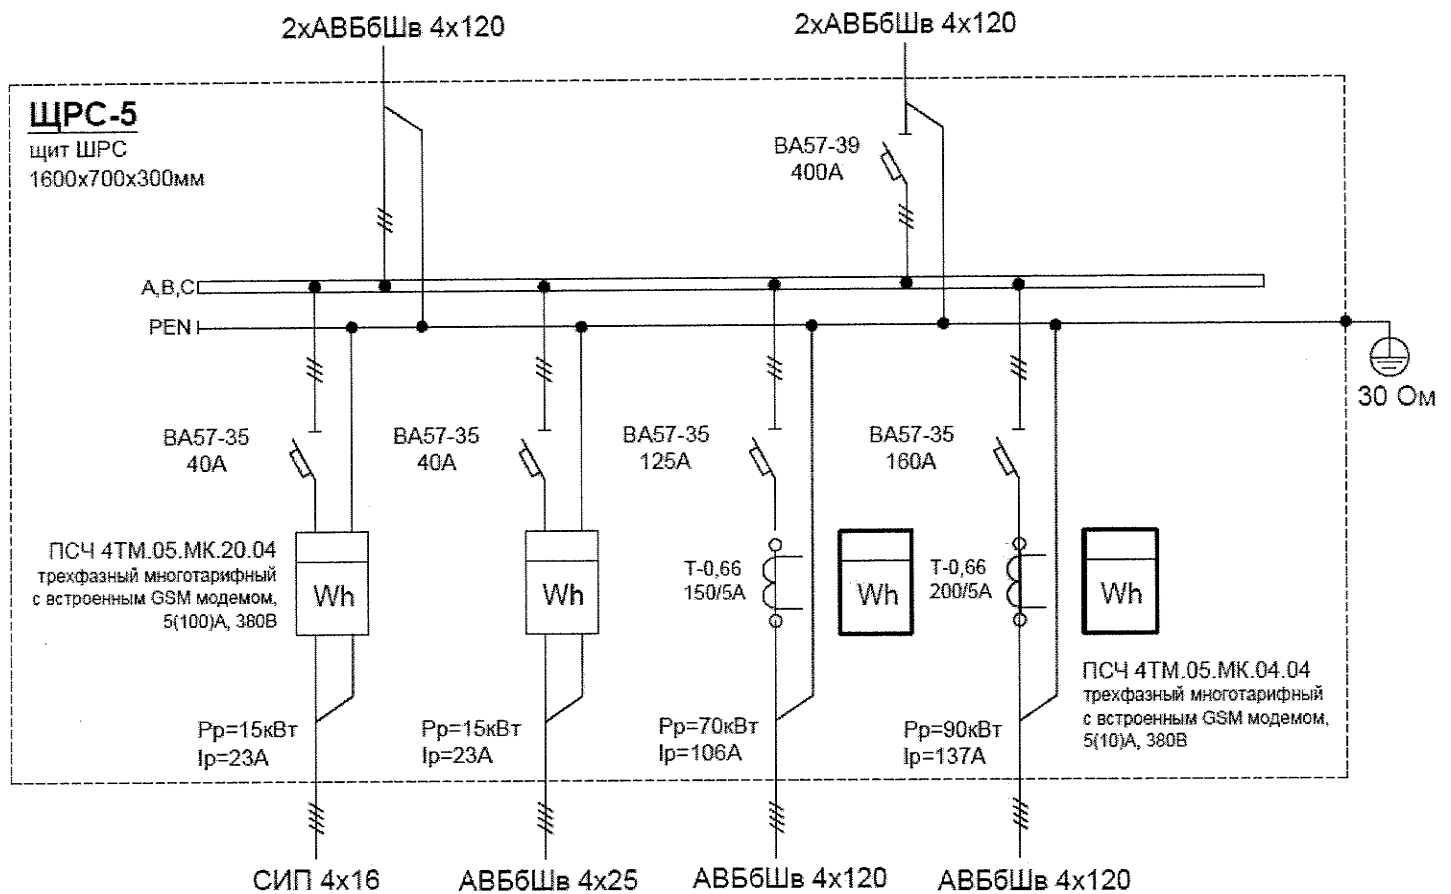 2хАВБбШв 4х120
2хАВБбШв 4х120
ЩРС-5
щит ШРС
1600х700х300мм
ВА57-39
400А
А,В,С
PEN
30 Ом
ВА57-35
40А
ВА57-35
40А
ВА57-35
125А
ВА57-35
160А
ПСЧ 4ТМ.05.МК.20.04
трехфазный многотарифный
с встроенным GSM модемом,
5(100)А, 380В
Wh
Wh
Т-0,66
150/5А
Wh
Т-0,66
200/5А
Wh
ПСЧ 4ТМ.05.МК.04.04
трехфазный многотарифный
с встроенным GSM модемом,
5(10)А, 380В
Рр=15кВт
Iр=23А
Рр=15кВт
Iр=23А
Рр=70кВт
Iр=106А
Рр=90кВт
Iр=137А
СИП 4х16
АВБбШв 4х25
АВБбШв 4х120
АВБбШв 4х120